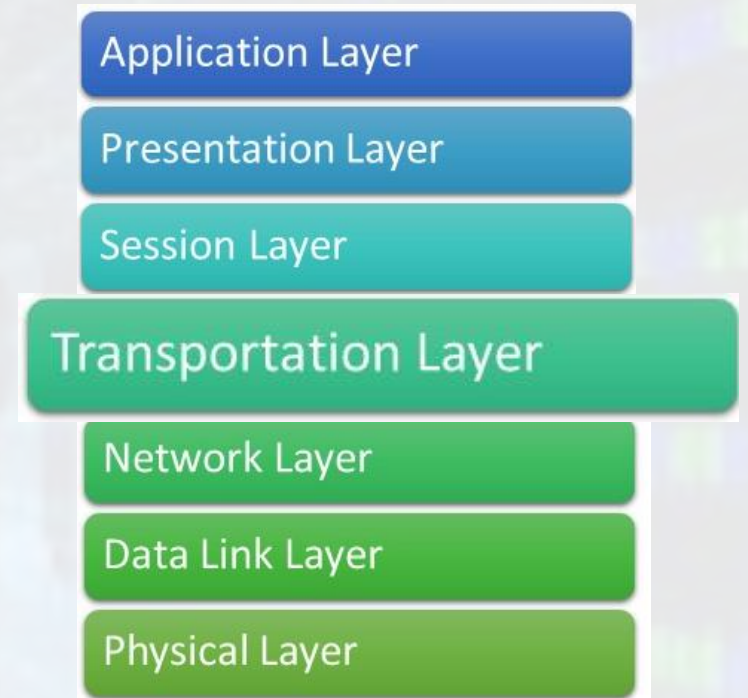 Application Layer
Presentation Layer
Session Layer
Transportation Layer
Network Layer
Data Link Layer
Physical Layer